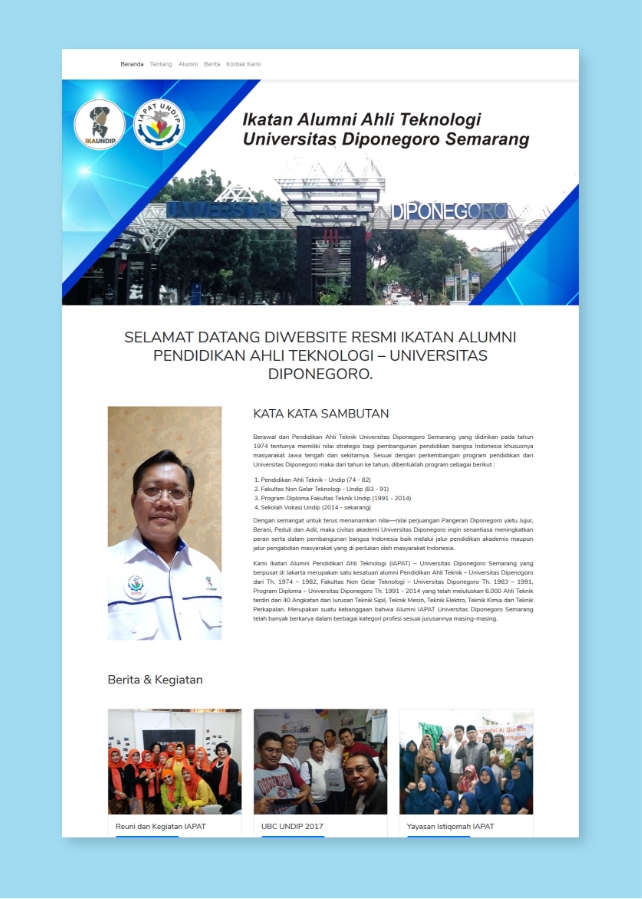 Beranda Tentang Alumni Berita Kontak Kami
IKAUNDIP
IAPAT UNDIP
Ikatan Alumni Ahli Teknologi
Universitas Diponegoro Semarang
UNIVERSITAS DIPONEGORO
SELAMAT DATANG DIWEBSITE RESMI IKATAN ALUMNI
PENDIDIKAN AHLI TEKNOLOGI – UNIVERSITAS
DIPONEGORO.
KATA KATA SAMBUTAN
Berawal dari Pendidikan Ahli Teknik Universitas Diponegoro Semarang yang didirikan pada tahun
1974 tentunya memiliki nilai strategis bagi pembangunan pendidikan bangsa Indonesia khususnya
masyarakat Jawa tengah dan sekitarnya. Sesuai dengan perkembangan program pendidikan dari
Universitas Diponegoro maka dari tahun ke tahun, dibentuklah program sebagai berikut :
1. Pendidikan Ahli Teknik - Undip (74 - 82)
2. Fakultas Non Gelar Teknologi - Undip (83 - 91)
3. Program Diploma Fakultas Teknik Undip (1991 - 2014)
4. Sekolah Vokasi Undip (2014 - sekarang)
Dengan semangat untuk terus menanamkan nilai—nilai perjuangan Pangeran Diponegoro yaitu Jujur,
Berani, Peduli dan Adil, maka civitas akademi Universitas Diponegoro ingin senantiasa meningkatkan
peran serta dalam pembangunan bangsa Indonesia baik melalui jalur pendidikan akademis maupun
jalur pengabdian masyarakat yang di perlukan oleh masyarakat Indonesia.
Kami Ikatan Alumni Pendidikan Ahli Teknologi (IAPAT) – Universitas Diponegoro Semarang yang
berpusat di Jakarta merupakan satu kesatuan alumni Pendidikan Ahli Teknik – Universitas Dipenogoro
dari Th. 1974 – 1982, Fakultas Non Gelar Teknologi – Universitas Diponegoro Th. 1983 – 1991,
Program Diploma – Universitas Diponegoro Th. 1991 - 2014 yang telah meluluskan 6.000 Ahli Teknik
terdiri dari 40 Angkatan dari Jurusan Teknik Sipil, Teknik Mesin, Teknik Elektro, Teknik Kimia dan Teknik
Perkapalan. Merupakan suatu kebanggaan bahwa Alumni IAPAT Universitas Diponegoro Semarang
telah banyak berkarya dalam berbagai kategori profesi sesuai jurusannya masing-masing.
Berita & Kegiatan
Reuni dan Kegiatan IAPAT
UBC UNDIP 2017
Yayasan Istiqomah IAPAT